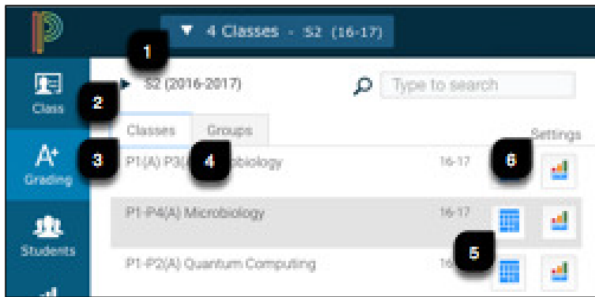 4 Classes - S2 (16-17)
1
S2 (2016-2017)
Type to search
Class
2
Classes
Groups
Settings
3
4
6
P1(A) P3(
obiology
16-17
Grading
P1-P4(A) Microbiology
16-17
Students
5
P1-P2(A) Quantum Computing
16